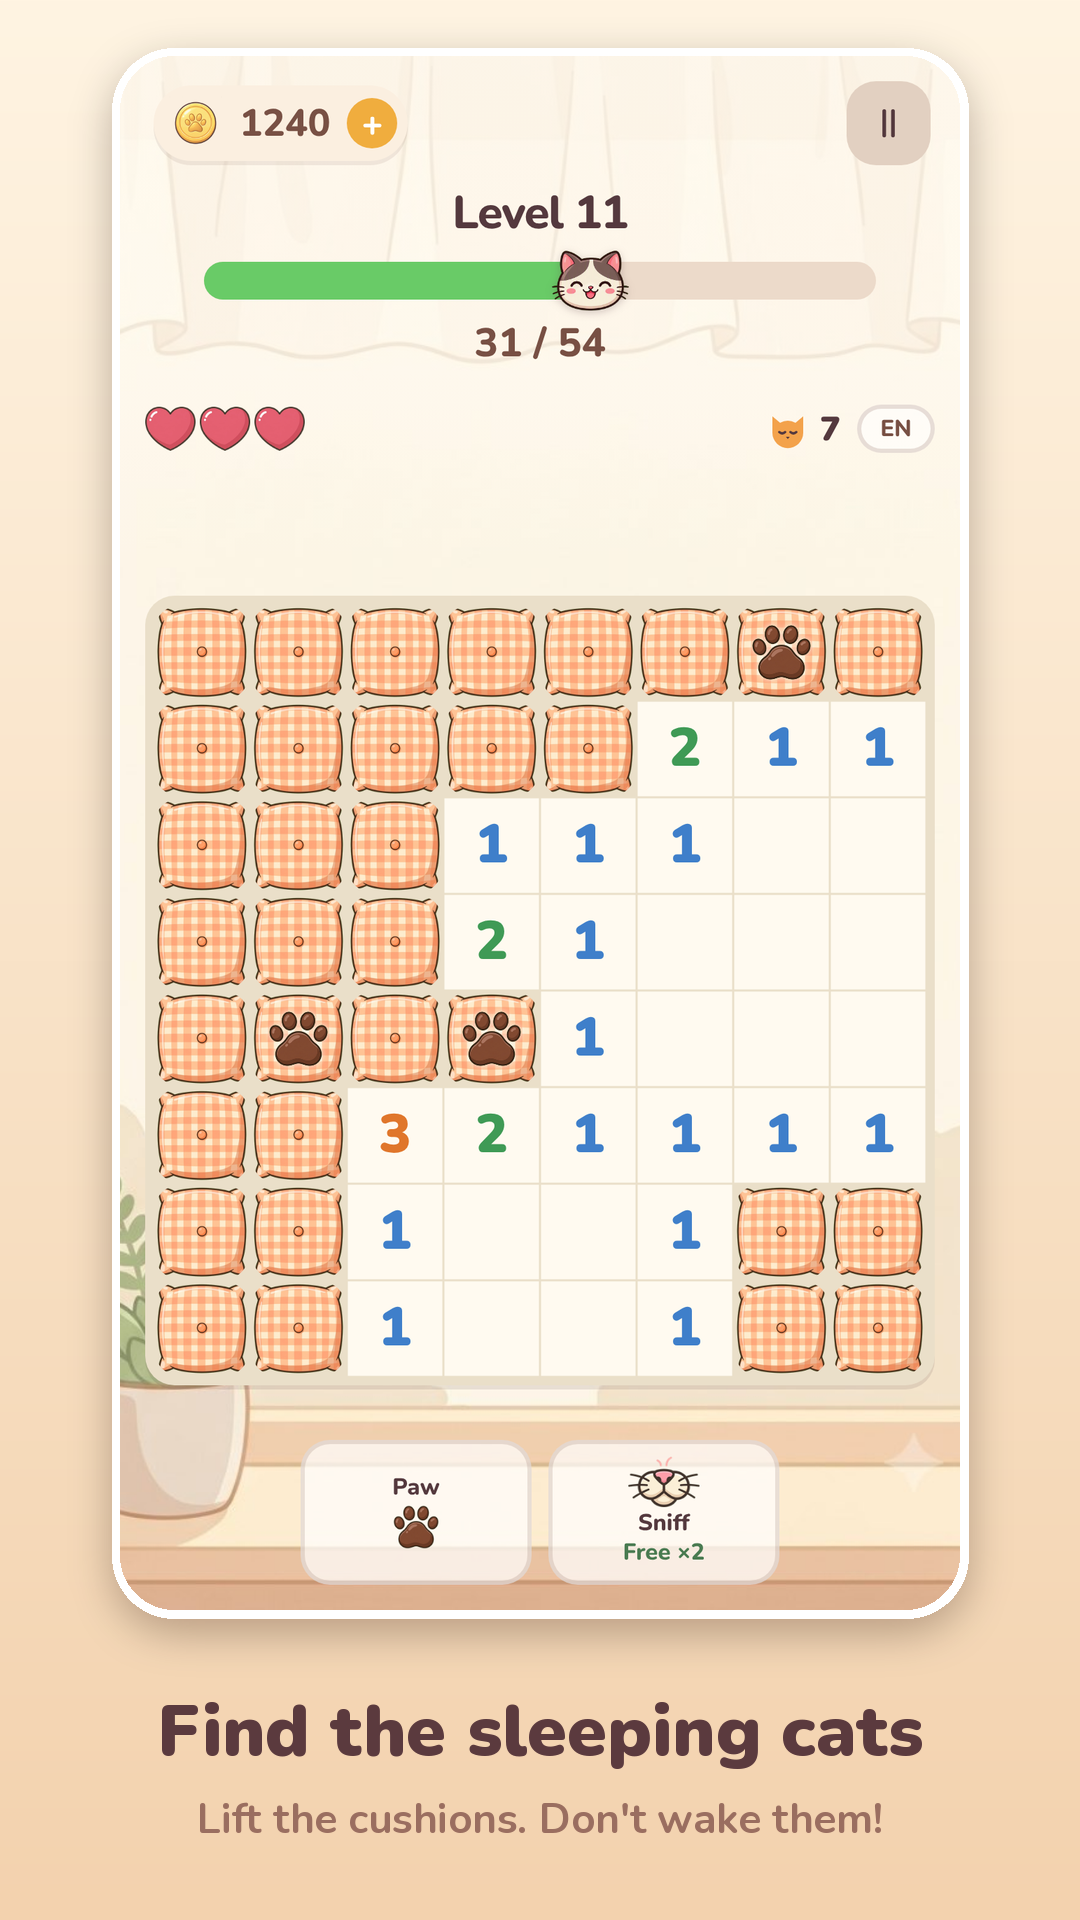 1240 +
Level 11
31 / 54
7 EN
2 1 1
1 1 1
2 1
1
3 2 1 1 1 1
1 1
1 1
Paw
Sniff
Free ×2
Find the sleeping cats
Lift the cushions. Don't wake them!